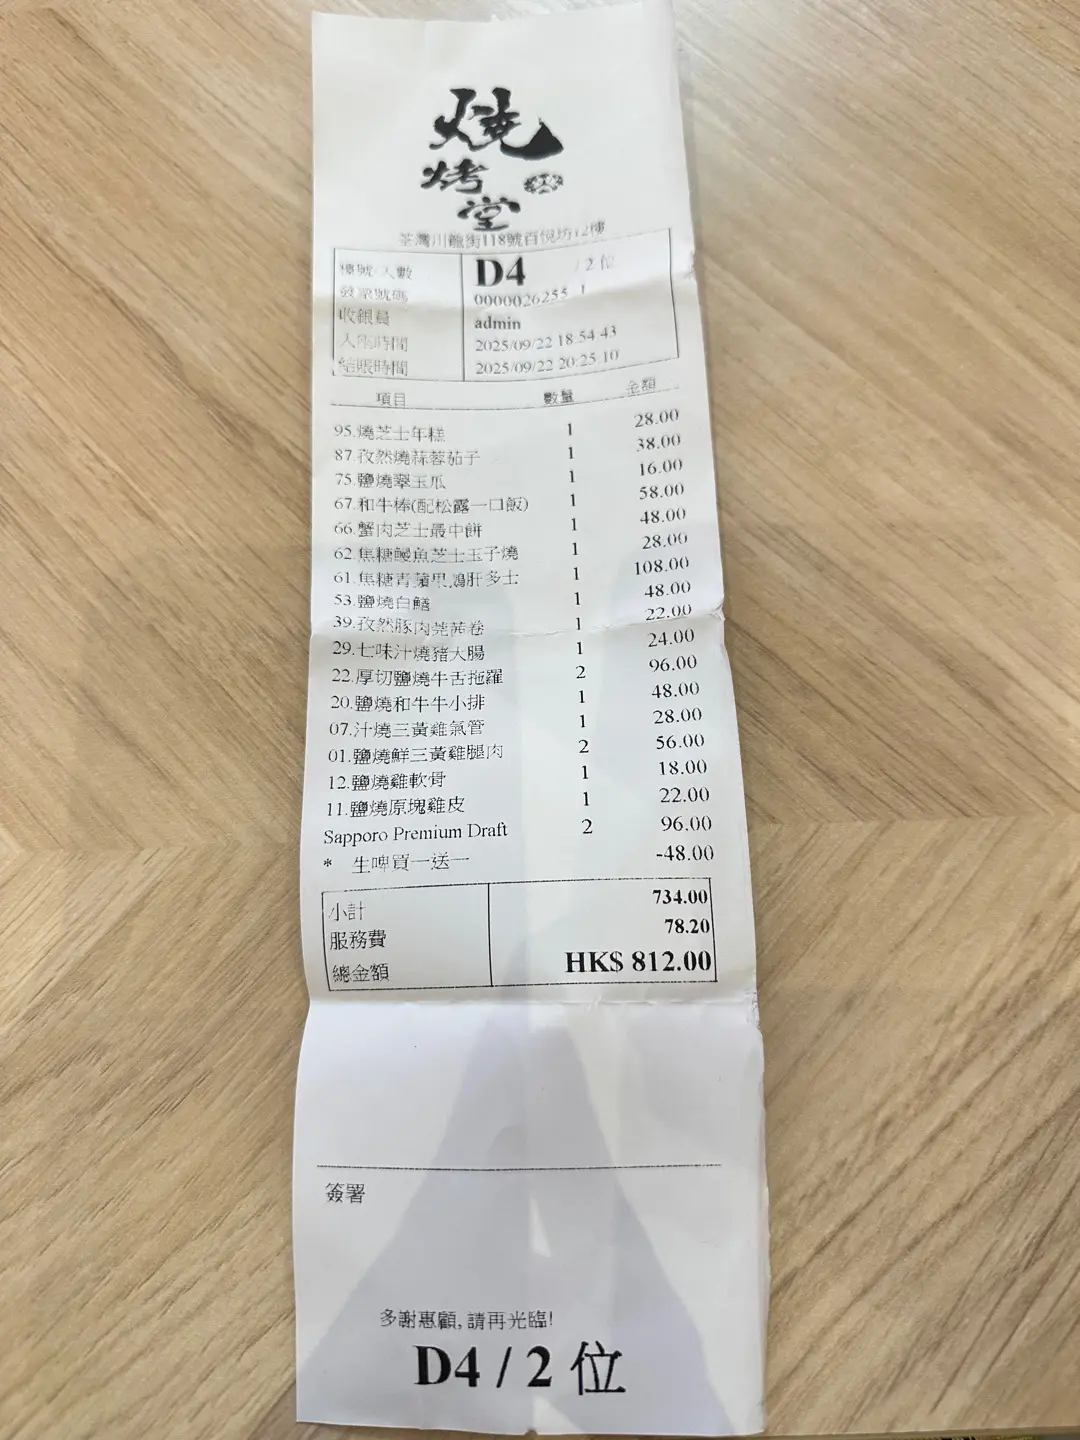 燒
烤
堂
荃灣川龍街118號百悅坊12樓
檯號/人數 D4 / 2 位
發票號碼 0000026255 1
收銀員 admin
入座時間 2025/09/22 18:54:43
結賬時間 2025/09/22 20:25:10
項目 數量 金額
95.燒芝士年糕 1 28.00
87.孜然燒蒜蓉茄子 1 38.00
75.鹽燒翠玉瓜 1 16.00
67.和牛棒(配松露一口飯) 1 58.00
66.蟹肉芝士最中餅 1 48.00
62.焦糖鰻魚芝士玉子燒 1 28.00
61.焦糖青蘋果鵝肝多士 1 108.00
53.鹽燒白鱔 1 48.00
39.孜然豚肉芫茜卷 1 22.00
29.七味汁燒豬大腸 1 24.00
22.厚切鹽燒牛舌拖羅 2 96.00
20.鹽燒和牛牛小排 1 48.00
07.汁燒三黃雞氣管 1 28.00
01.鹽燒鮮三黃雞腿肉 2 56.00
12.鹽燒雞軟骨 1 18.00
11.鹽燒原塊雞皮 1 22.00
Sapporo Premium Draft 2 96.00
* 生啤買一送一 -48.00
小計 734.00
服務費 78.20
總金額 HK$ 812.00
簽署
多謝惠顧, 請再光臨!
D4 / 2 位